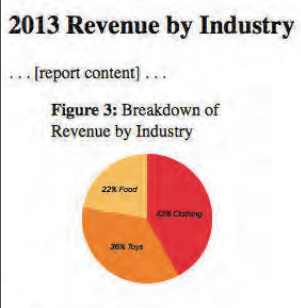 2013 Revenue by Industry
. . . [report content] . . .
Figure 3: Breakdown of
Revenue by Industry
22% Food
42% Clothing
36% Toys